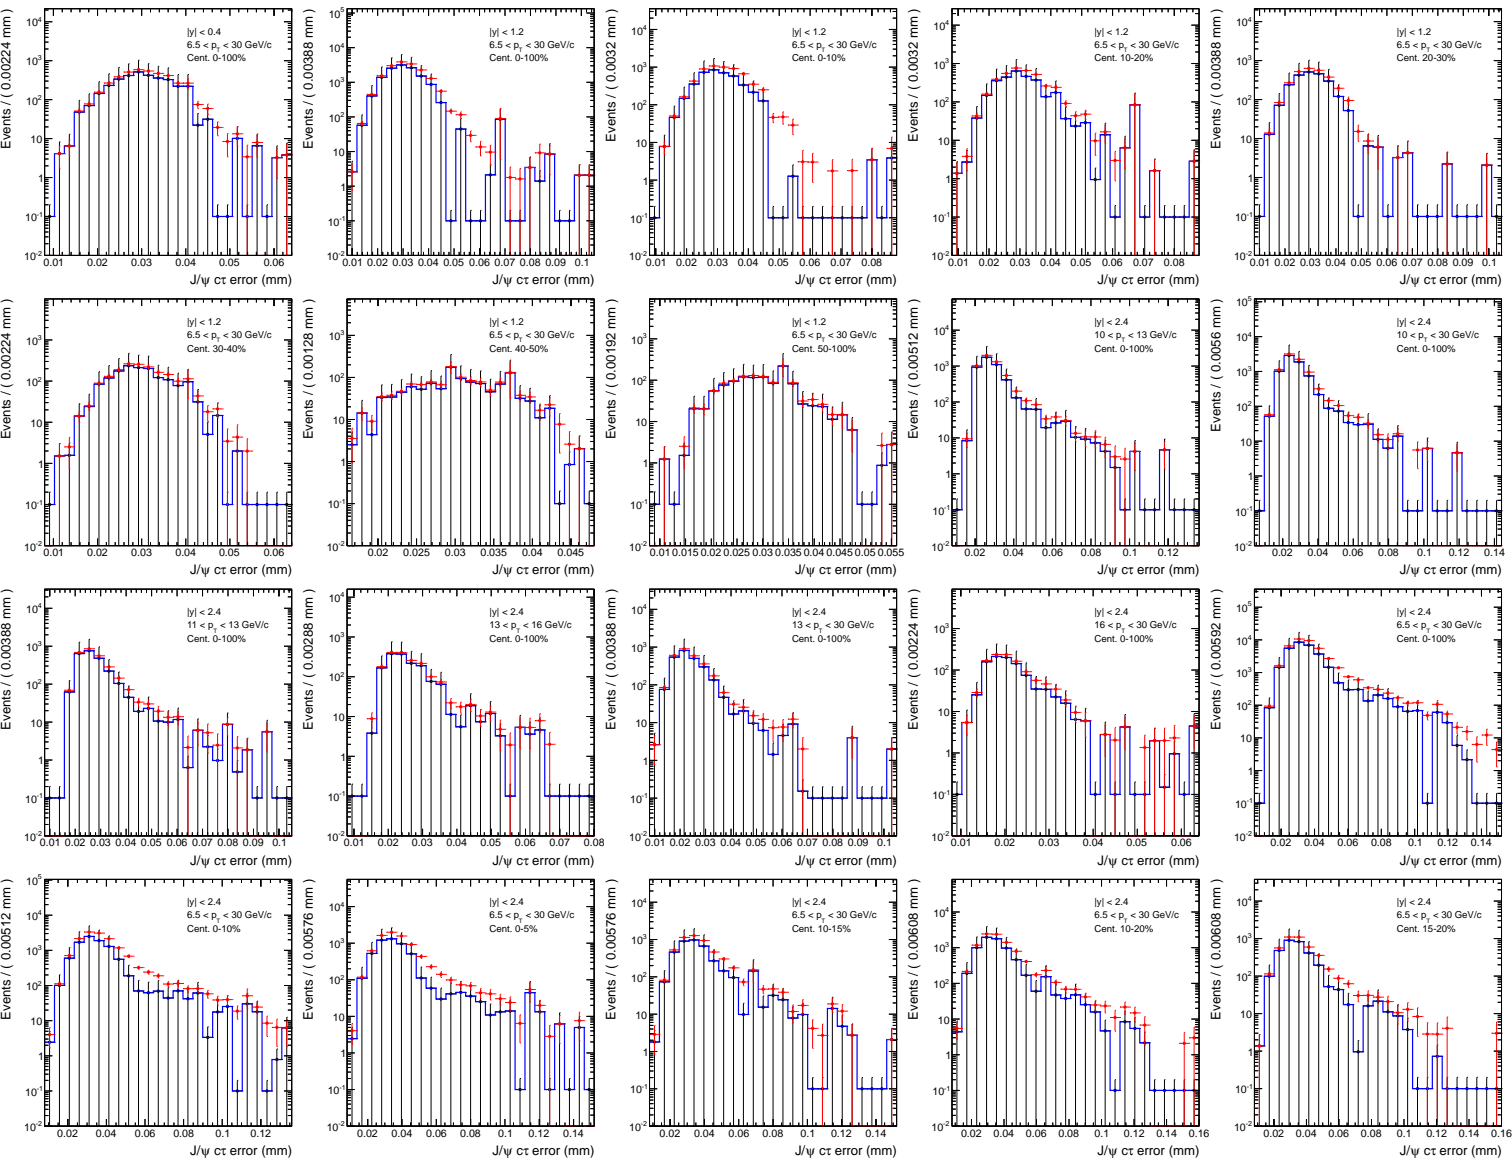 Events / ( 0.00224 mm )
|y| < 0.4
6.5 < p_T < 30 GeV/c
Cent. 0-100%
J/ψ cτ error (mm)
Events / ( 0.00388 mm )
|y| < 1.2
6.5 < p_T < 30 GeV/c
Cent. 0-100%
J/ψ cτ error (mm)
Events / ( 0.0032 mm )
|y| < 1.2
6.5 < p_T < 30 GeV/c
Cent. 0-10%
J/ψ cτ error (mm)
Events / ( 0.0032 mm )
|y| < 1.2
6.5 < p_T < 30 GeV/c
Cent. 10-20%
J/ψ cτ error (mm)
Events / ( 0.00388 mm )
|y| < 1.2
6.5 < p_T < 30 GeV/c
Cent. 20-30%
J/ψ cτ error (mm)
Events / ( 0.00224 mm )
|y| < 1.2
6.5 < p_T < 30 GeV/c
Cent. 30-40%
J/ψ cτ error (mm)
Events / ( 0.00128 mm )
|y| < 1.2
6.5 < p_T < 30 GeV/c
Cent. 40-50%
J/ψ cτ error (mm)
Events / ( 0.00192 mm )
|y| < 1.2
6.5 < p_T < 30 GeV/c
Cent. 50-100%
J/ψ cτ error (mm)
Events / ( 0.00512 mm )
|y| < 2.4
10 < p_T < 13 GeV/c
Cent. 0-100%
J/ψ cτ error (mm)
Events / ( 0.0056 mm )
|y| < 2.4
10 < p_T < 30 GeV/c
Cent. 0-100%
J/ψ cτ error (mm)
Events / ( 0.00388 mm )
|y| < 2.4
11 < p_T < 13 GeV/c
Cent. 0-100%
J/ψ cτ error (mm)
Events / ( 0.00288 mm )
|y| < 2.4
13 < p_T < 16 GeV/c
Cent. 0-100%
J/ψ cτ error (mm)
Events / ( 0.00388 mm )
|y| < 2.4
13 < p_T < 30 GeV/c
Cent. 0-100%
J/ψ cτ error (mm)
Events / ( 0.00224 mm )
|y| < 2.4
16 < p_T < 30 GeV/c
Cent. 0-100%
J/ψ cτ error (mm)
Events / ( 0.00592 mm )
|y| < 2.4
6.5 < p_T < 30 GeV/c
Cent. 0-100%
J/ψ cτ error (mm)
Events / ( 0.00512 mm )
|y| < 2.4
6.5 < p_T < 30 GeV/c
Cent. 0-10%
J/ψ cτ error (mm)
Events / ( 0.00576 mm )
|y| < 2.4
6.5 < p_T < 30 GeV/c
Cent. 0-5%
J/ψ cτ error (mm)
Events / ( 0.00576 mm )
|y| < 2.4
6.5 < p_T < 30 GeV/c
Cent. 10-15%
J/ψ cτ error (mm)
Events / ( 0.00608 mm )
|y| < 2.4
6.5 < p_T < 30 GeV/c
Cent. 10-20%
J/ψ cτ error (mm)
Events / ( 0.00608 mm )
|y| < 2.4
6.5 < p_T < 30 GeV/c
Cent. 15-20%
J/ψ cτ error (mm)